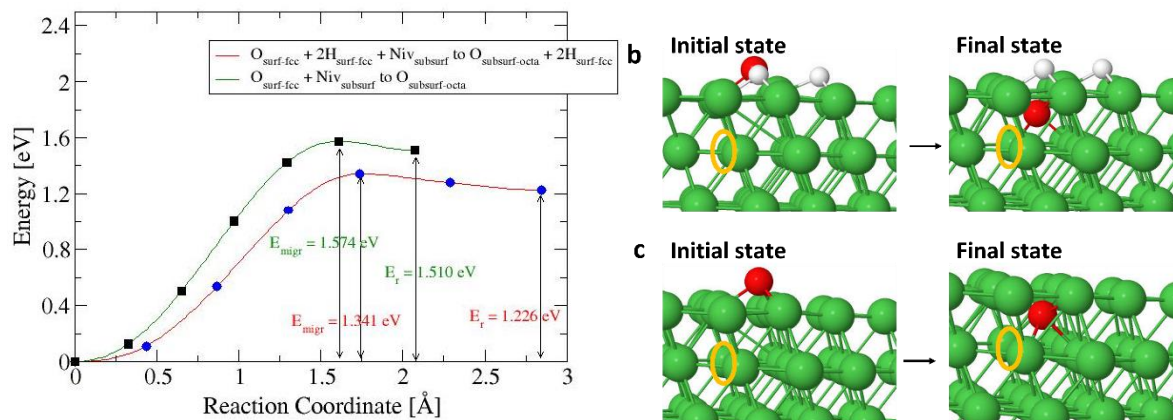 2.4
2
1.6
1.2
0.8
0.4
0
Energy [eV]
O_surf-fcc + 2H_surf-fcc + Niv_subsurf to O_subsurf-octa + 2H_surf-fcc
O_surf-fcc + Niv_subsurf to O_subsurf-octa
E_migr = 1.574 eV
E_r = 1.510 eV
E_migr = 1.341 eV
E_r = 1.226 eV
0 0.5 1 1.5 2 2.5 3
Reaction Coordinate [Å]
b
Initial state
Final state
c
Initial state
Final state